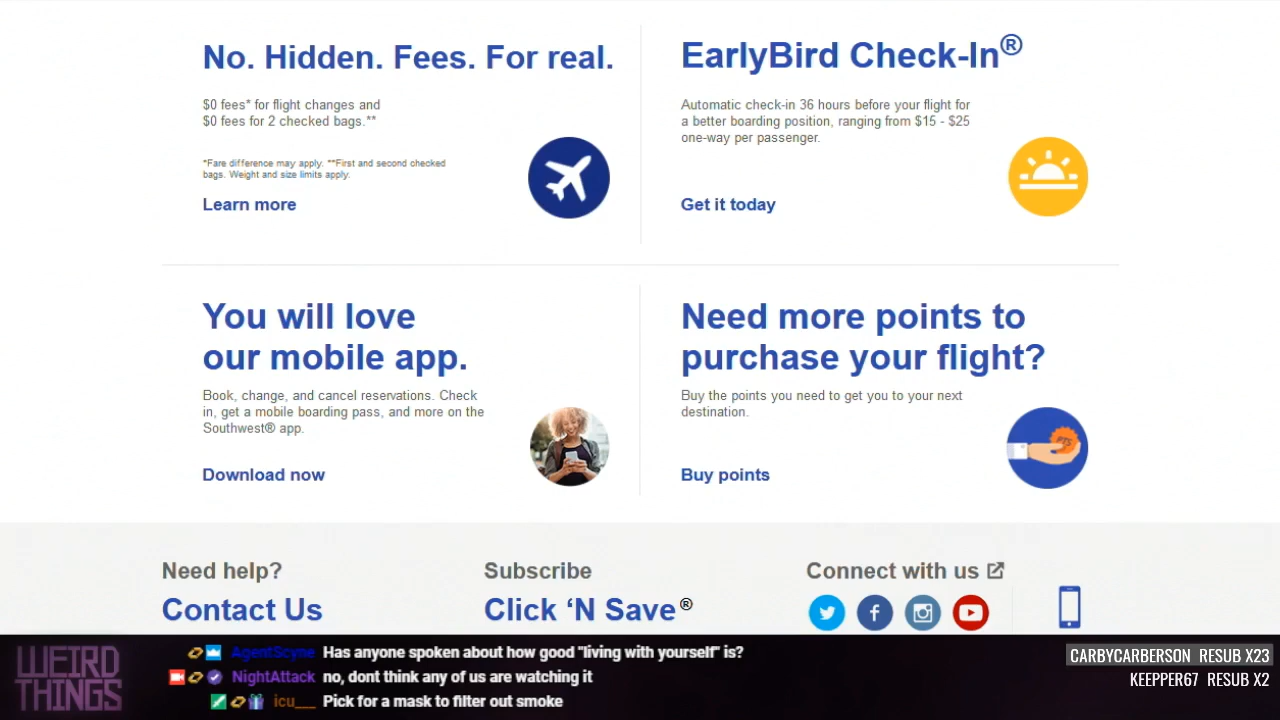 No. Hidden. Fees. For real.
$0 fees* for flight changes and
$0 fees for 2 checked bags.**
*Fare difference may apply. **First and second checked
bags. Weight and size limits apply.
Learn more
EarlyBird Check-In®
Automatic check-in 36 hours before your flight for
a better boarding position, ranging from $15 - $25
one-way per passenger.
Get it today
You will love
our mobile app.
Book, change, and cancel reservations. Check
in, get a mobile boarding pass, and more on the
Southwest® app.
Download now
Need more points to
purchase your flight?
Buy the points you need to get you to your next
destination.
PTS
Buy points
Need help?
Contact Us
Subscribe
Click ‘N Save®
Connect with us
WEIRD
THINGS
AgentScyne Has anyone spoken about how good "living with yourself" is?
NightAttack no, dont think any of us are watching it
icu___ Pick for a mask to filter out smoke
CARBYCARBERSON RESUB X23
KEEPPER67 RESUB X2